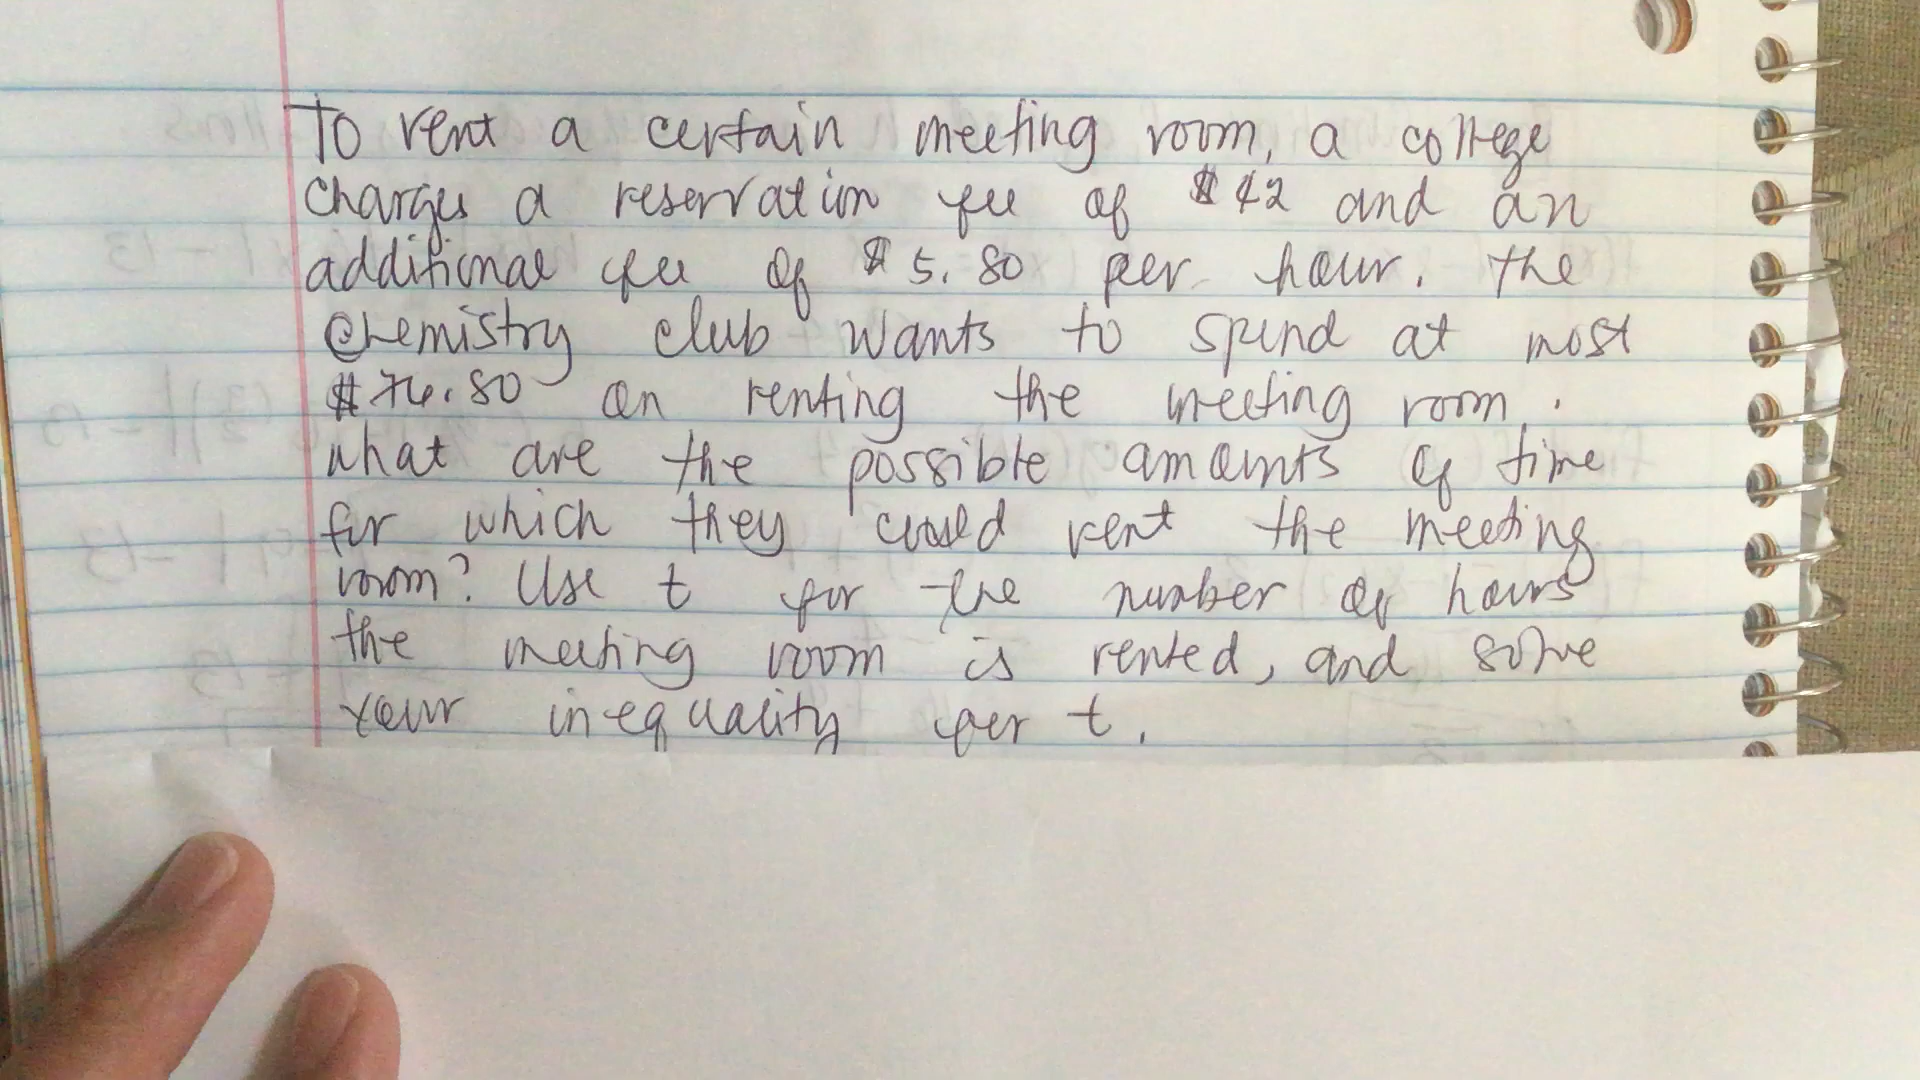 To rent a certain meeting room, a college
charges a reservation fee of $42 and an
additional fee of $5.80 per hour. The
chemistry club wants to spend at most
$76.80 on renting the meeting room.
What are the possible amounts of time
for which they could rent the meeting
room? Use t for the number of hours
the meeting room is rented, and solve
your inequality for t.